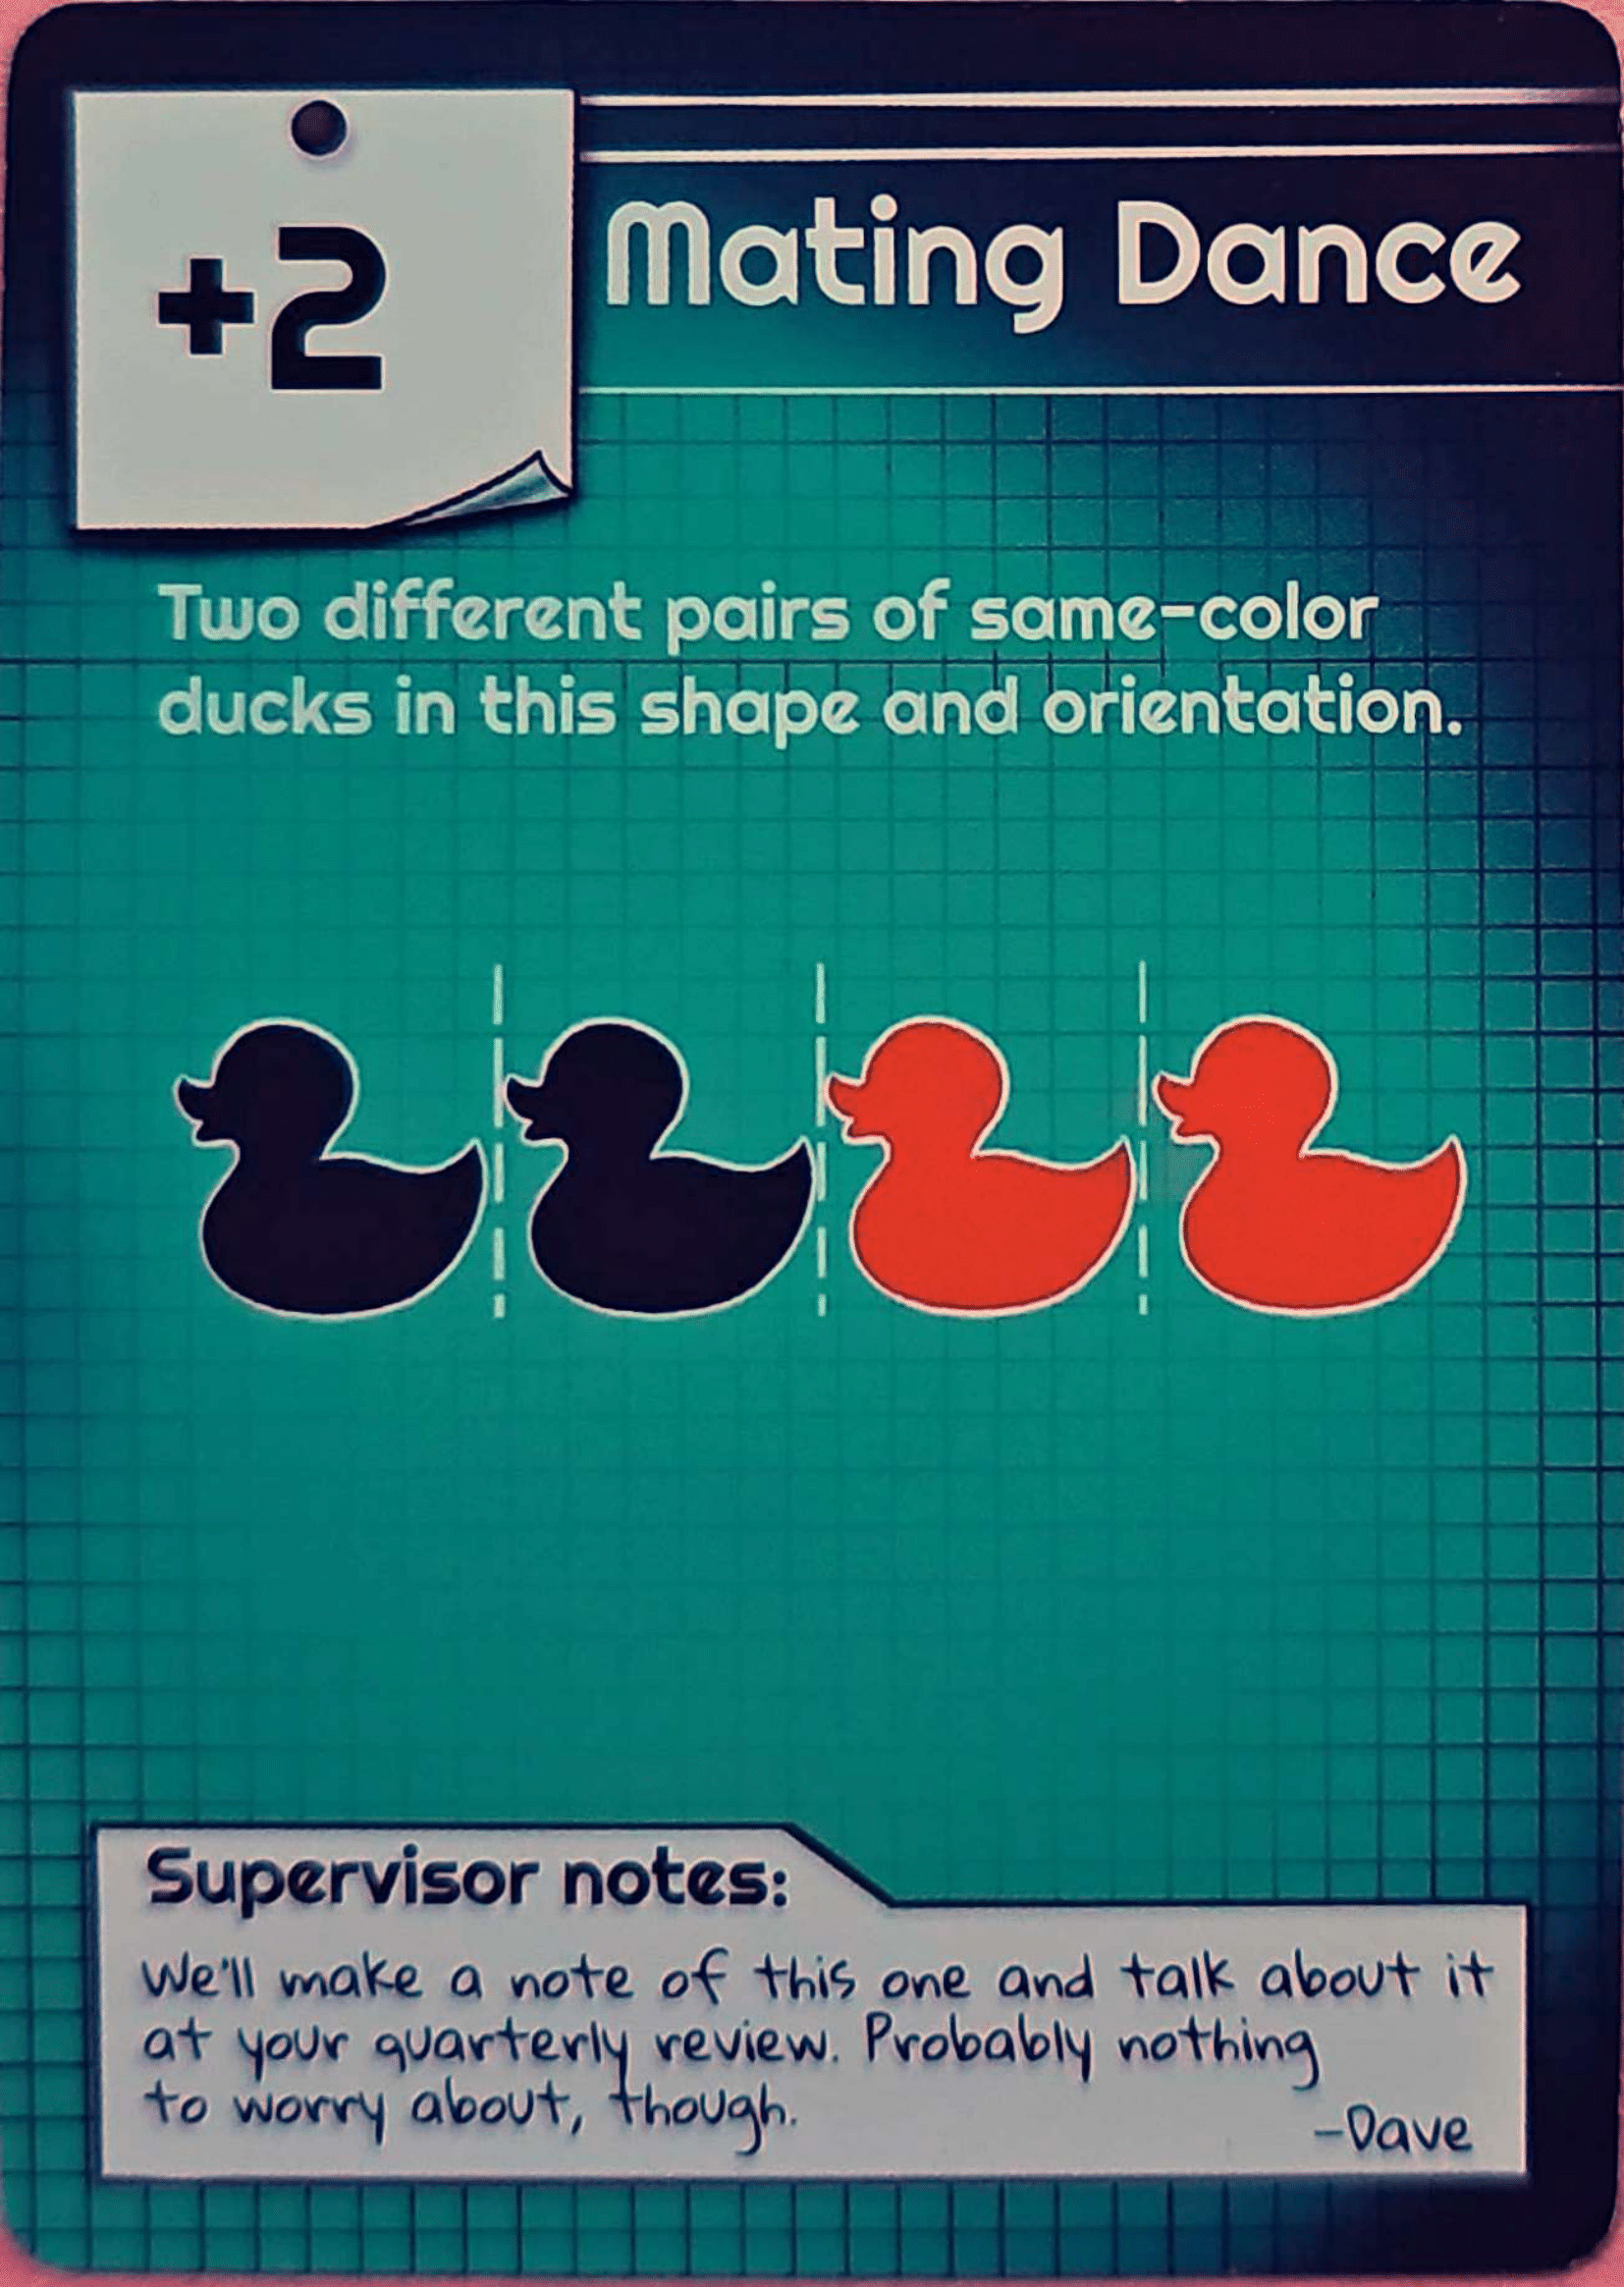 +2
Mating Dance
Two different pairs of same-color
ducks in this shape and orientation.
Supervisor notes:
We'll make a note of this one and talk about it
at your quarterly review. Probably nothing
to worry about, though.
-Dave